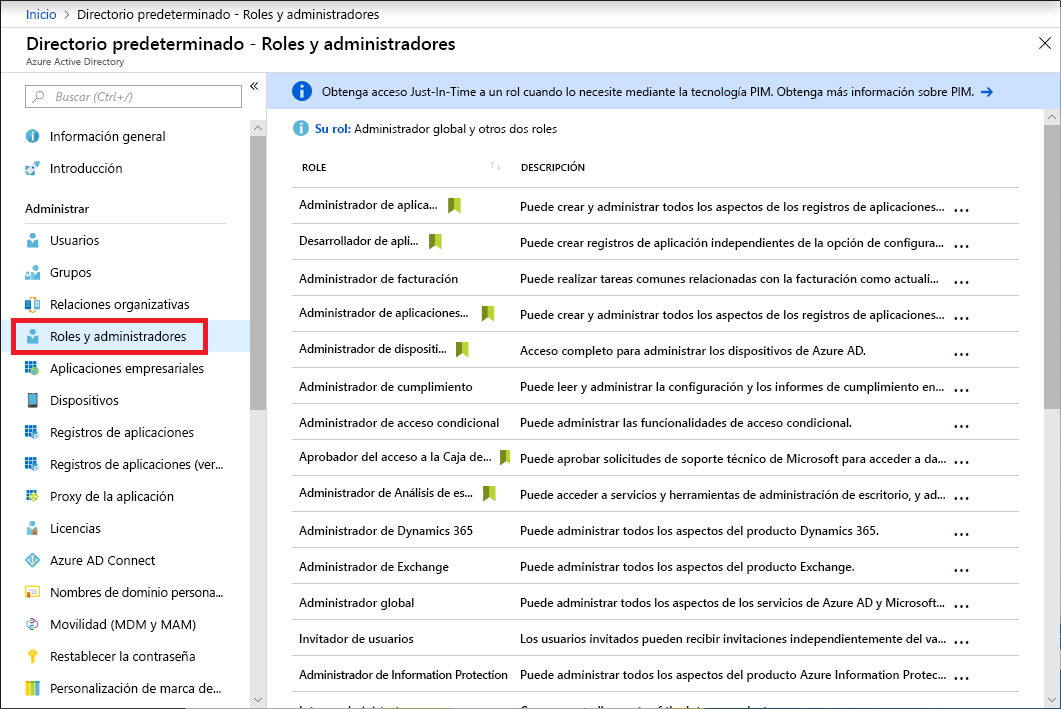 Inicio > Directorio predeterminado - Roles y administradores
Directorio predeterminado - Roles y administradores
Azure Active Directory
Buscar (Ctrl+/)
Información general
Introducción
Administrar
Usuarios
Grupos
Relaciones organizativas
Roles y administradores
Aplicaciones empresariales
Dispositivos
Registros de aplicaciones
Registros de aplicaciones (ver...
Proxy de la aplicación
Licencias
Azure AD Connect
Nombres de dominio persona...
Movilidad (MDM y MAM)
Restablecer la contraseña
Personalización de marca de...
Obtenga acceso Just-In-Time a un rol cuando lo necesite mediante la tecnología PIM. Obtenga más información sobre PIM. →
Su rol: Administrador global y otros dos roles
ROLE DESCRIPCIÓN
Administrador de aplica... Puede crear y administrar todos los aspectos de los registros de aplicaciones...
Desarrollador de apli... Puede crear registros de aplicación independientes de la opción de configura...
Administrador de facturación Puede realizar tareas comunes relacionadas con la facturación como actuali...
Administrador de aplicaciones... Puede crear y administrar todos los aspectos de los registros de aplicaciones...
Administrador de dispositi... Acceso completo para administrar los dispositivos de Azure AD.
Administrador de cumplimiento Puede leer y administrar la configuración y los informes de cumplimiento en...
Administrador de acceso condicional Puede administrar las funcionalidades de acceso condicional.
Aprobador del acceso a la Caja de... Puede aprobar solicitudes de soporte técnico de Microsoft para acceder a da...
Administrador de Análisis de es... Puede acceder a servicios y herramientas de administración de escritorio, y ad...
Administrador de Dynamics 365 Puede administrar todos los aspectos del producto Dynamics 365.
Administrador de Exchange Puede administrar todos los aspectos del producto Exchange.
Administrador global Puede administrar todos los aspectos de los servicios de Azure AD y Microsoft...
Invitador de usuarios Los usuarios invitados pueden recibir invitaciones independientemente del va...
Administrador de Information Protection Puede administrar todos los aspectos del producto Azure Information Protec...